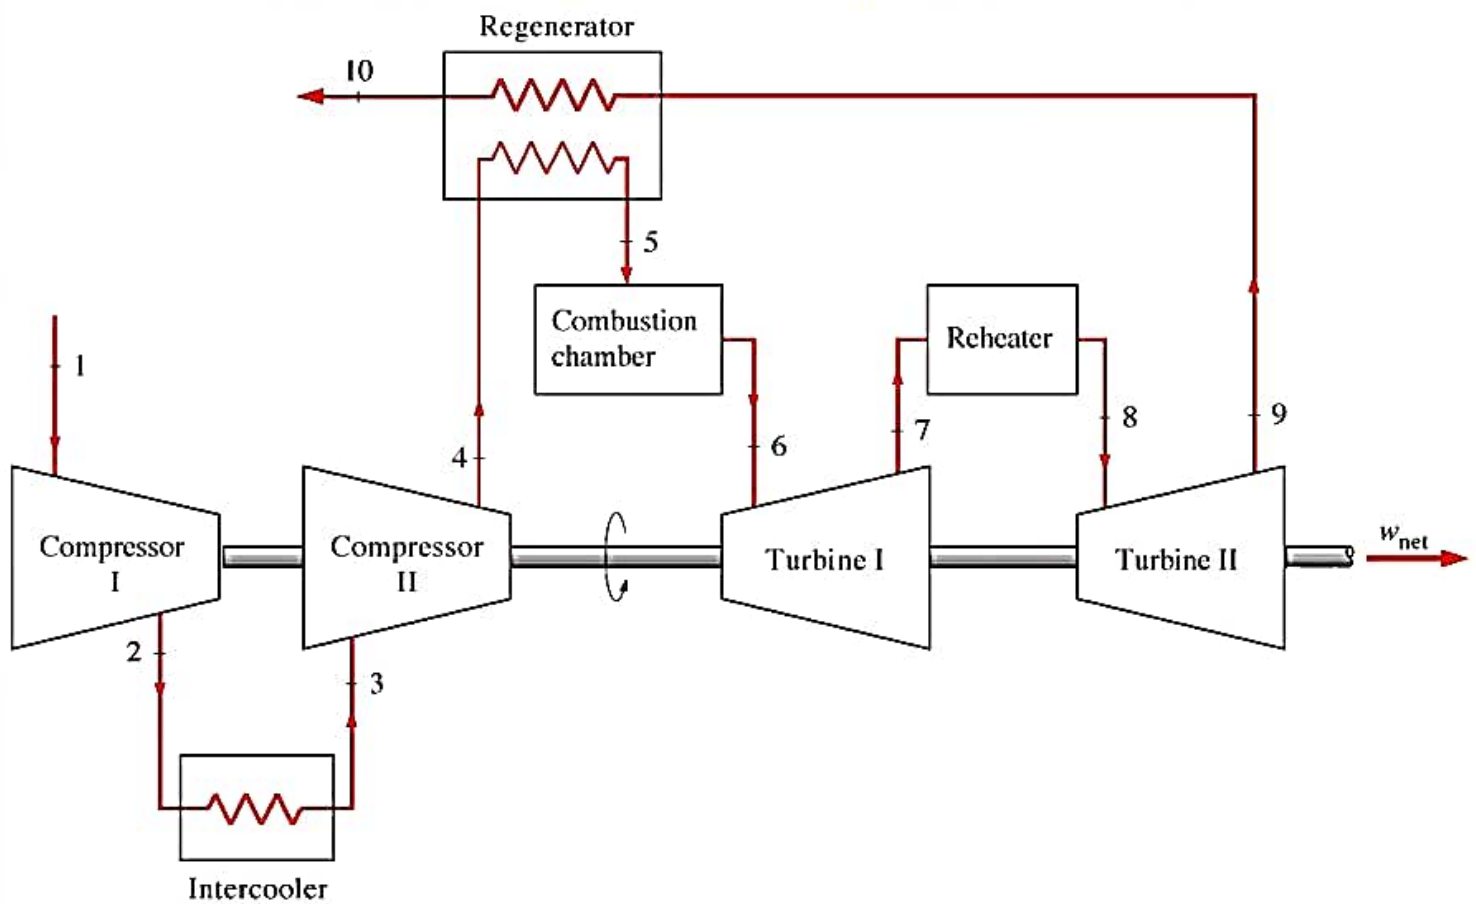 Regenerator
10
5
Combustion
chamber
Reheater
1
4
6
7
8
9
Compressor
I
Compressor
II
Turbine I
Turbine II
wnet
2
3
Intercooler